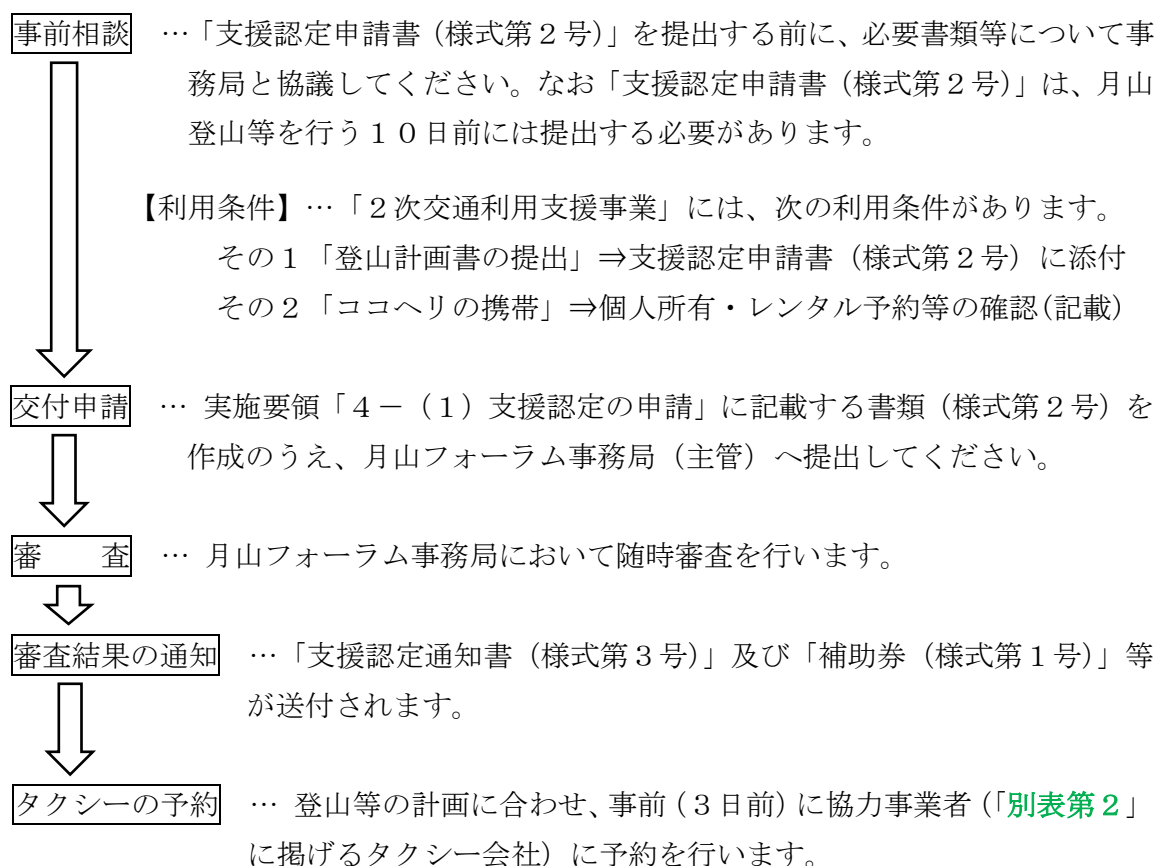 事前相談 …「支援認定申請書（様式第２号）」を提出する前に、必要書類等について事
務局と協議してください。なお「支援認定申請書（様式第２号）」は、月山
登山等を行う１０日前には提出する必要があります。
【利用条件】…「２次交通利用支援事業」には、次の利用条件があります。
その１「登山計画書の提出」⇒支援認定申請書（様式第２号）に添付
その２「ココヘリの携帯」⇒個人所有・レンタル予約等の確認（記載）
交付申請 … 実施要領「４－（１）支援認定の申請」に記載する書類（様式第２号）を
作成のうえ、月山フォーラム事務局（主管）へ提出してください。
審　　査 … 月山フォーラム事務局において随時審査を行います。
審査結果の通知 …「支援認定通知書（様式第３号）」及び「補助券（様式第１号）」等
が送付されます。
タクシーの予約 … 登山等の計画に合わせ、事前（３日前）に協力事業者（「別表第２」
に掲げるタクシー会社）に予約を行います。